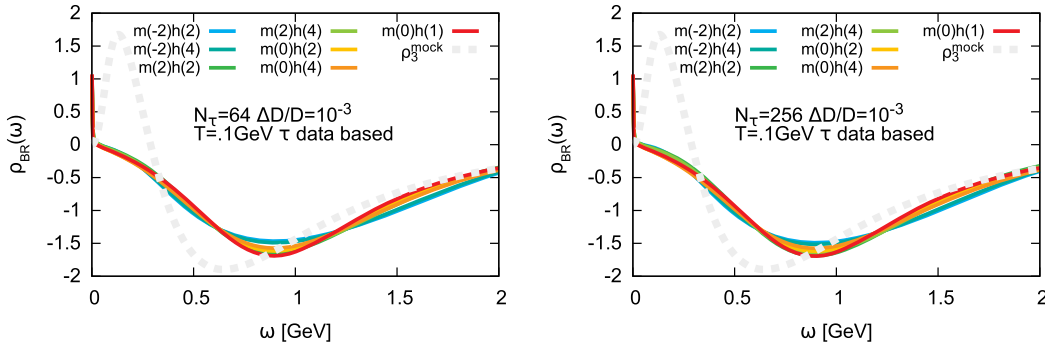 m(-2)h(2) m(2)h(4) m(0)h(1)
m(-2)h(4) m(0)h(2) ρ₃ᵐᵒᶜᵏ
m(2)h(2) m(0)h(4)
N_τ=64 ΔD/D=10⁻³
T=.1GeV τ data based
ρ_BR(ω)
2
1.5
1
0.5
0
-0.5
-1
-1.5
-2
0 0.5 1 1.5 2
ω [GeV]
m(-2)h(2) m(2)h(4) m(0)h(1)
m(-2)h(4) m(0)h(2) ρ₃ᵐᵒᶜᵏ
m(2)h(2) m(0)h(4)
N_τ=256 ΔD/D=10⁻³
T=.1GeV τ data based
ρ_BR(ω)
2
1.5
1
0.5
0
-0.5
-1
-1.5
-2
0 0.5 1 1.5 2
ω [GeV]